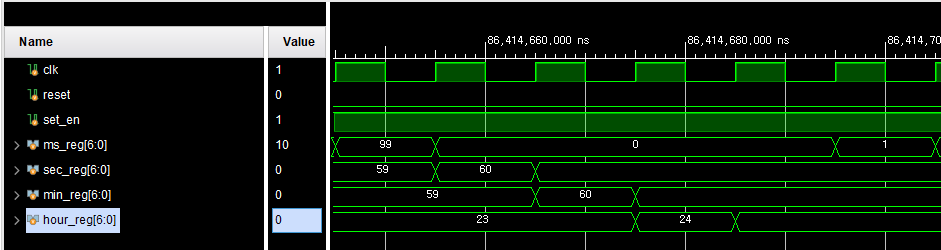 Name Value
86,414,660,000 ns 86,414,680,000 ns 86,414,70
clk 1
reset 0
set_en 1
ms_reg[6:0] 10 99 0 1
sec_reg[6:0] 0 59 60
min_reg[6:0] 0 59 60
hour_reg[6:0] 0 23 24